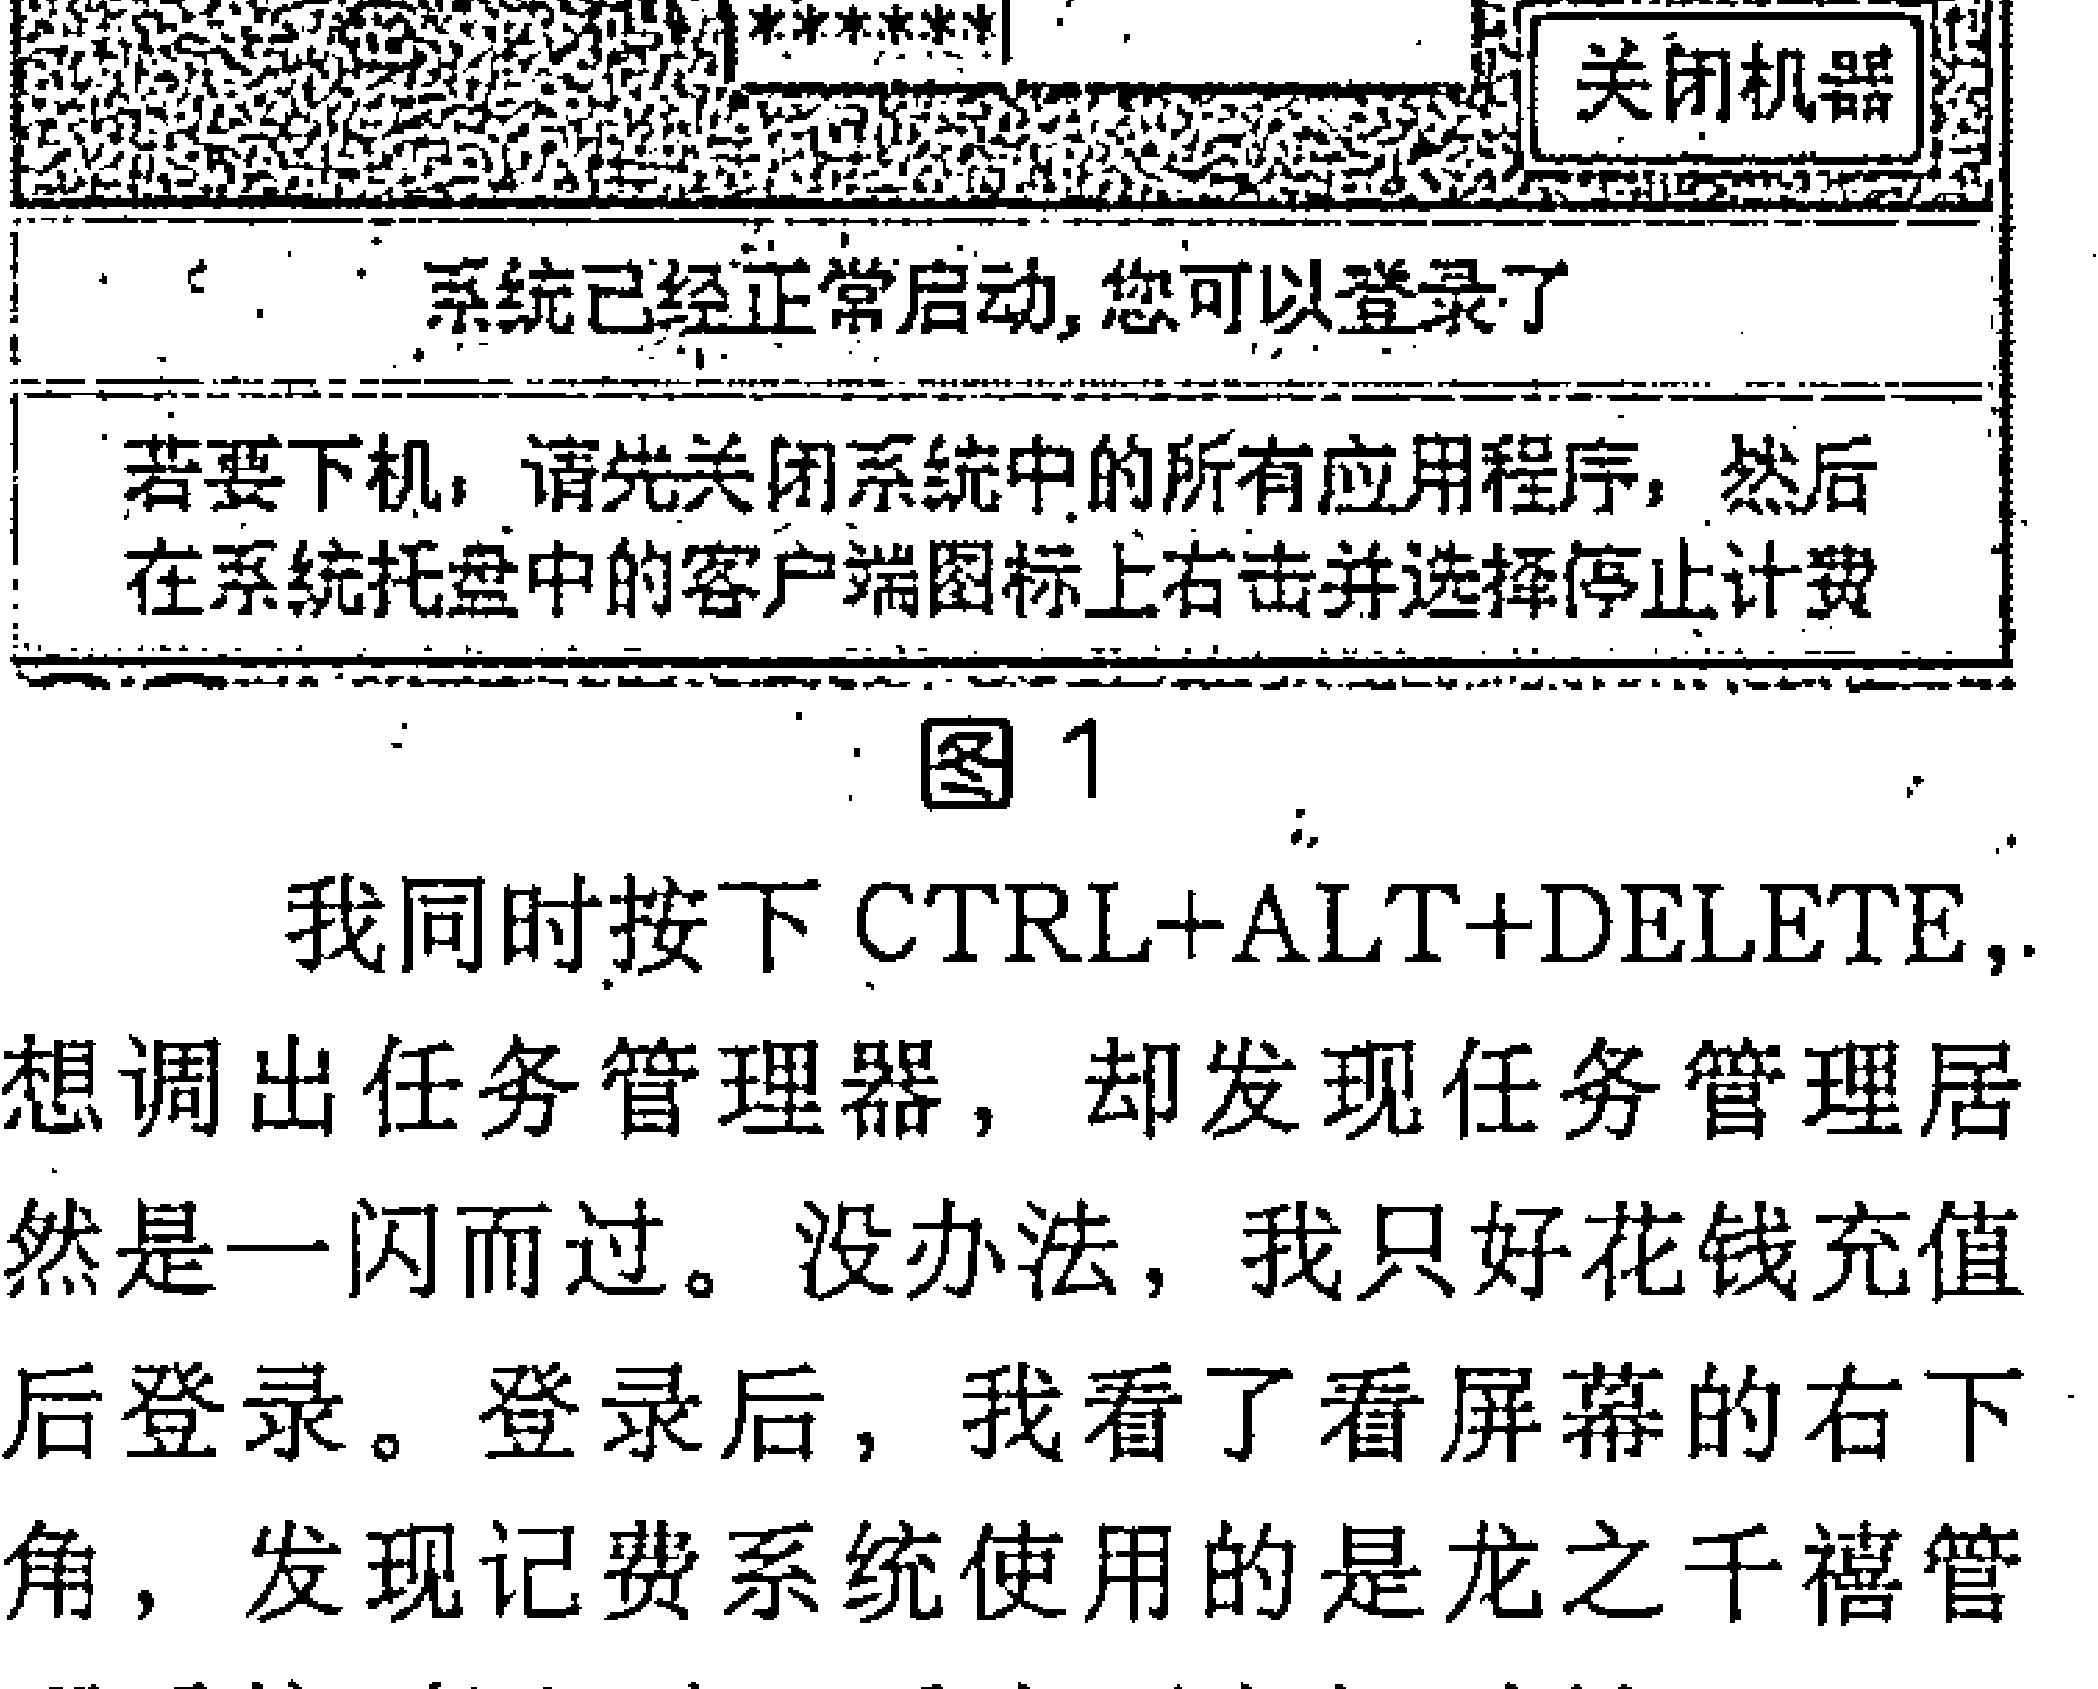 ******
关闭机器
系统已经正常启动,您可以登录了
若要下机，请先关闭系统中的所有应用程序，然后
在系统托盘中的客户端图标上右击并选择停止计费
图 1
我同时按下 CTRL+ALT+DELETE,
想调出任务管理器，却发现任务管理居
然是一闪而过。没办法，我只好花钱充值
后登录。登录后，我看了看屏幕的右下
角，发现记费系统使用的是龙之千禧管